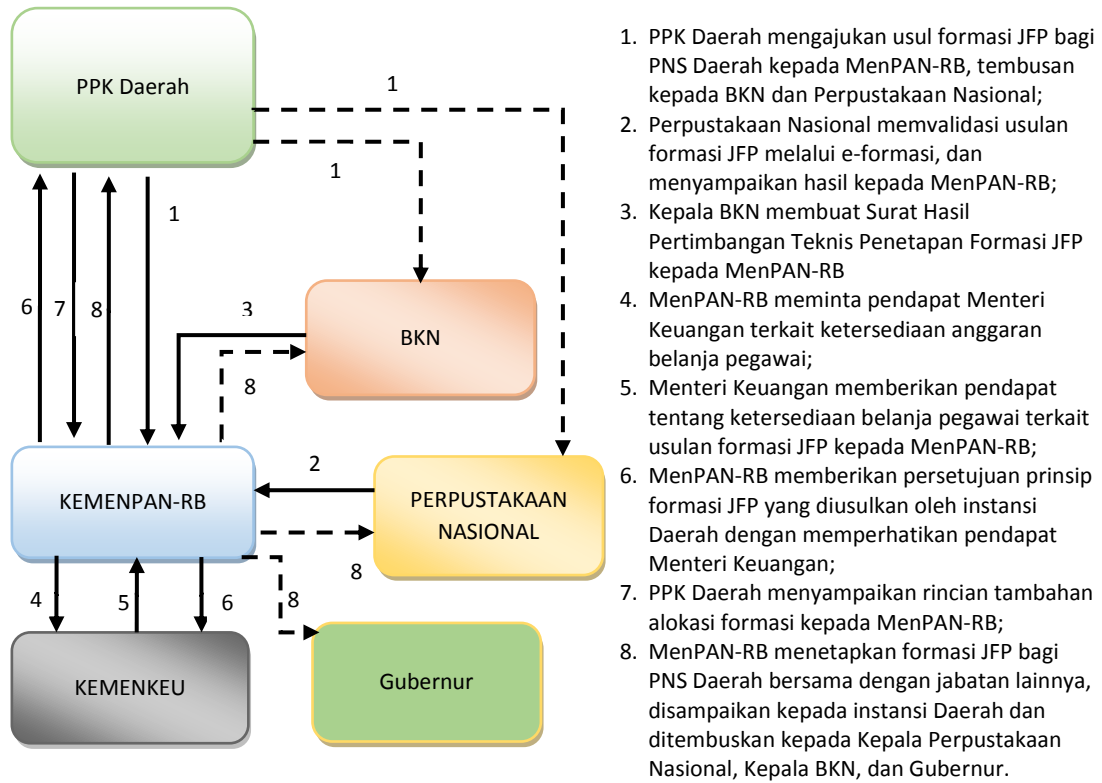 PPK Daerah
1
1
1
6
7
8
3
BKN
8
2
KEMENPAN-RB
PERPUSTAKAAN
NASIONAL
8
4
5
6
8
KEMENKEU
Gubernur
1. PPK Daerah mengajukan usul formasi JFP bagi
PNS Daerah kepada MenPAN-RB, tembusan
kepada BKN dan Perpustakaan Nasional;
2. Perpustakaan Nasional memvalidasi usulan
formasi JFP melalui e-formasi, dan
menyampaikan hasil kepada MenPAN-RB;
3. Kepala BKN membuat Surat Hasil
Pertimbangan Teknis Penetapan Formasi JFP
kepada MenPAN-RB
4. MenPAN-RB meminta pendapat Menteri
Keuangan terkait ketersediaan anggaran
belanja pegawai;
5. Menteri Keuangan memberikan pendapat
tentang ketersediaan belanja pegawai terkait
usulan formasi JFP kepada MenPAN-RB;
6. MenPAN-RB memberikan persetujuan prinsip
formasi JFP yang diusulkan oleh instansi
Daerah dengan memperhatikan pendapat
Menteri Keuangan;
7. PPK Daerah menyampaikan rincian tambahan
alokasi formasi kepada MenPAN-RB;
8. MenPAN-RB menetapkan formasi JFP bagi
PNS Daerah bersama dengan jabatan lainnya,
disampaikan kepada instansi Daerah dan
ditembuskan kepada Kepala Perpustakaan
Nasional, Kepala BKN, dan Gubernur.